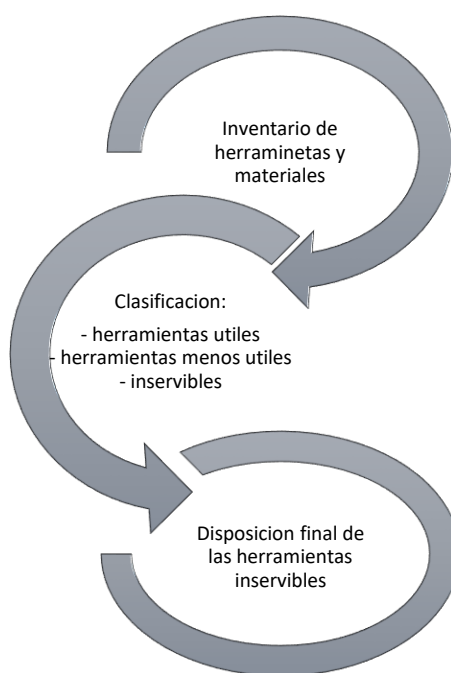 Inventario de
herraminetas y
materiales
Clasificacion:
- herramientas utiles
- herramientas menos utiles
- inservibles
Disposicion final de
las herramientas
inservibles